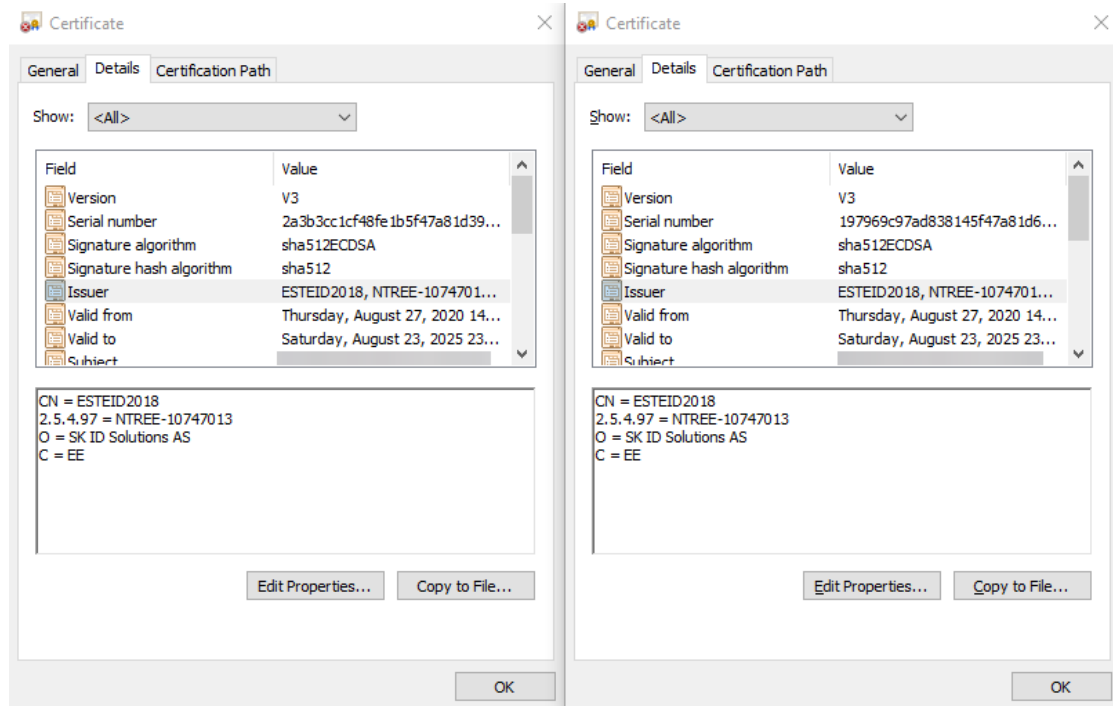 Certificate
General Details Certification Path
Show: <All>
Field Value
Version V3
Serial number 2a3b3cc1cf48fe1b5f47a81d39...
Signature algorithm sha512ECDSA
Signature hash algorithm sha512
Issuer ESTEID2018, NTREE-1074701...
Valid from Thursday, August 27, 2020 14...
Valid to Saturday, August 23, 2025 23...
Subject
CN = ESTEID2018
2.5.4.97 = NTREE-10747013
O = SK ID Solutions AS
C = EE
Edit Properties... Copy to File...
OK
Certificate
General Details Certification Path
Show: <All>
Field Value
Version V3
Serial number 197969c97ad838145f47a81d6...
Signature algorithm sha512ECDSA
Signature hash algorithm sha512
Issuer ESTEID2018, NTREE-1074701...
Valid from Thursday, August 27, 2020 14...
Valid to Saturday, August 23, 2025 23...
Subject
CN = ESTEID2018
2.5.4.97 = NTREE-10747013
O = SK ID Solutions AS
C = EE
Edit Properties... Copy to File...
OK